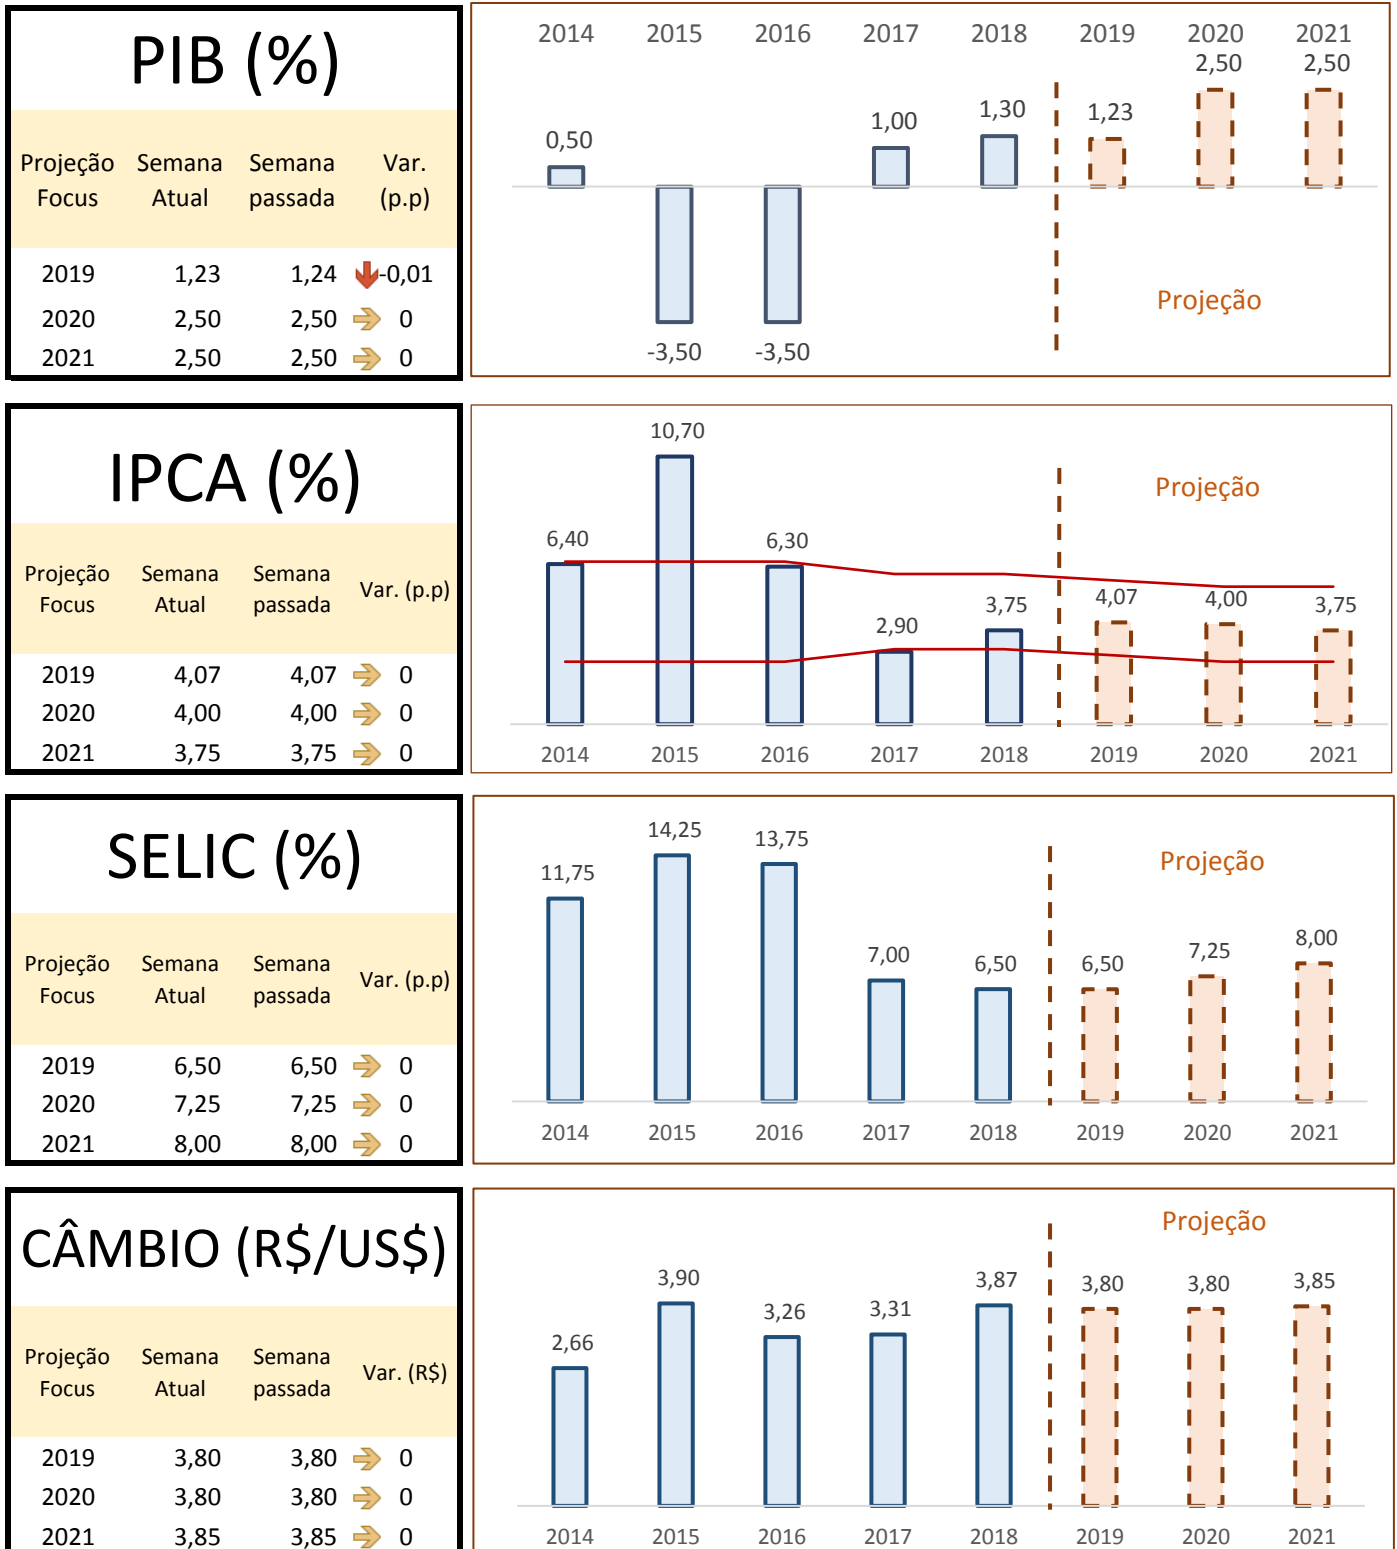 PIB (%)
Projeção Focus Semana Atual Semana passada Var. (p.p)
2019 1,23 1,24 -0,01
2020 2,50 2,50 0
2021 2,50 2,50 0
2014 2015 2016 2017 2018 2019 2020 2021
0,50 -3,50 -3,50 1,00 1,30 1,23 2,50 2,50
Projeção
IPCA (%)
Projeção Focus Semana Atual Semana passada Var. (p.p)
2019 4,07 4,07 0
2020 4,00 4,00 0
2021 3,75 3,75 0
Projeção
6,40 10,70 6,30 2,90 3,75 4,07 4,00 3,75
2014 2015 2016 2017 2018 2019 2020 2021
SELIC (%)
Projeção Focus Semana Atual Semana passada Var. (p.p)
2019 6,50 6,50 0
2020 7,25 7,25 0
2021 8,00 8,00 0
Projeção
11,75 14,25 13,75 7,00 6,50 6,50 7,25 8,00
2014 2015 2016 2017 2018 2019 2020 2021
CÂMBIO (R$/US$)
Projeção Focus Semana Atual Semana passada Var. (R$)
2019 3,80 3,80 0
2020 3,80 3,80 0
2021 3,85 3,85 0
Projeção
2,66 3,90 3,26 3,31 3,87 3,80 3,80 3,85
2014 2015 2016 2017 2018 2019 2020 2021